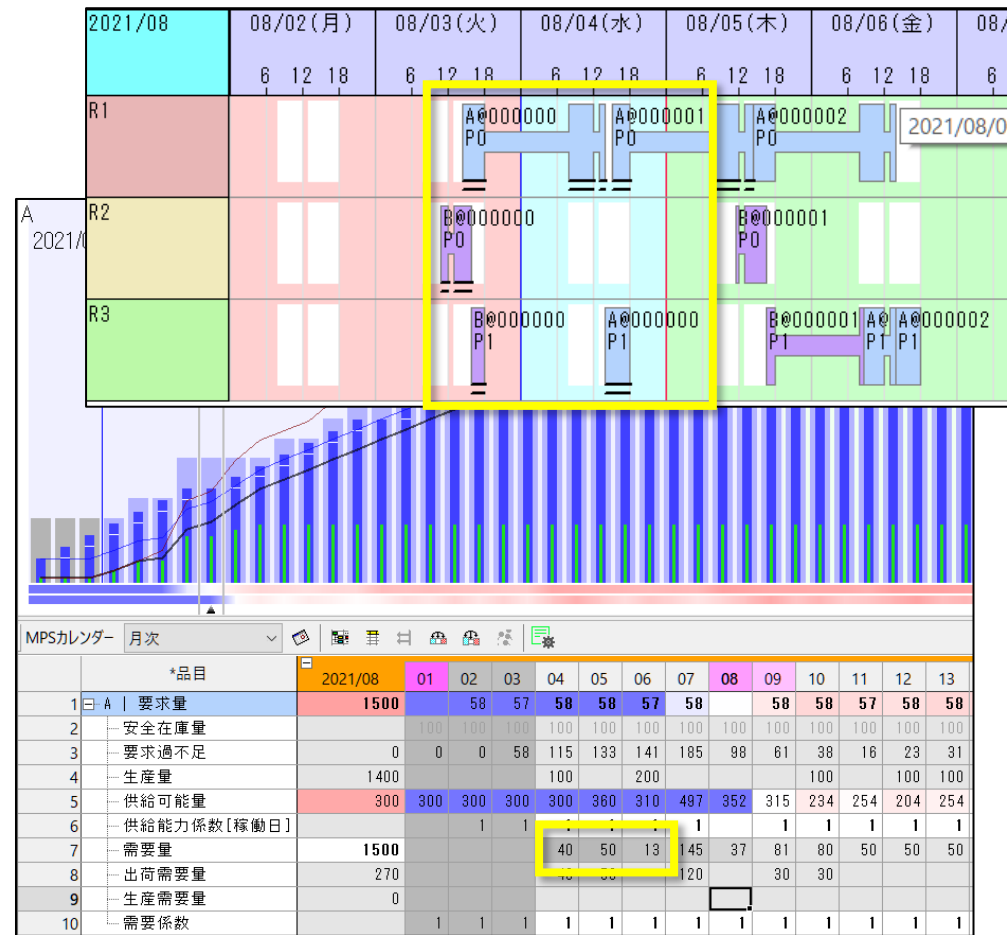 2021/08 08/02(月) 08/03(火) 08/04(水) 08/05(木) 08/06(金) 08/
6 12 18 6 12 18 6 12 18 6 12 18 6 12 18 6
R1 A@000000 A@000001 A@000002
P0 P0 P0
2021/08/0
R2 B@000000 B@000001
P0 P0
R3 B@000000 A@000000 B@000001 A@ A@000002
P1 P1 P1 P1 P1
A
2021/0
MPSカレンダー 月次
*品目 2021/08 01 02 03 04 05 06 07 08 09 10 11 12 13
1 A | 要求量 1500 58 57 58 58 57 58 58 58 57 58 58
2 安全在庫量 100 100 100 100 100 100 100 100 100 100 100 100 100
3 要求過不足 0 0 0 58 115 133 141 185 98 61 38 16 23 31
4 生産量 1400 100 200 100 100 100
5 供給可能量 300 300 300 300 300 360 310 497 352 315 234 254 204 254
6 供給能力係数[稼働日] 1 1 1 1 1 1 1 1 1 1 1
7 需要量 1500 40 50 13 145 37 81 80 50 50 50
8 出荷需要量 270 40 50 120 30 30
9 生産需要量 0
10 需要係数 1 1 1 1 1 1 1 1 1 1 1 1 1